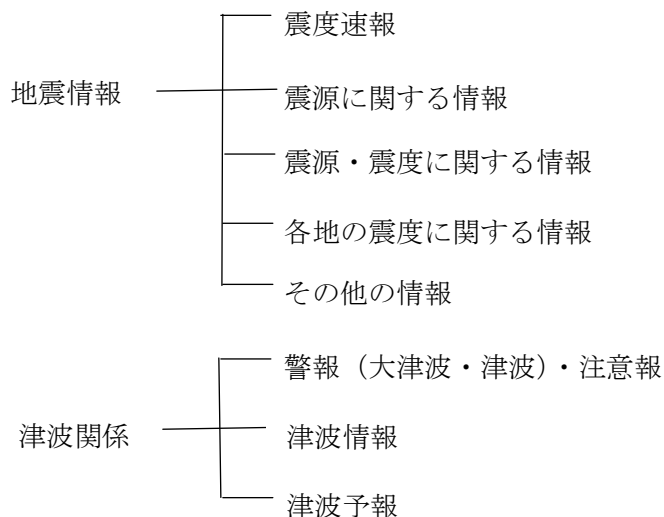 震度速報
地震情報
震源に関する情報
震源・震度に関する情報
各地の震度に関する情報
その他の情報
警報（大津波・津波）・注意報
津波関係
津波情報
津波予報